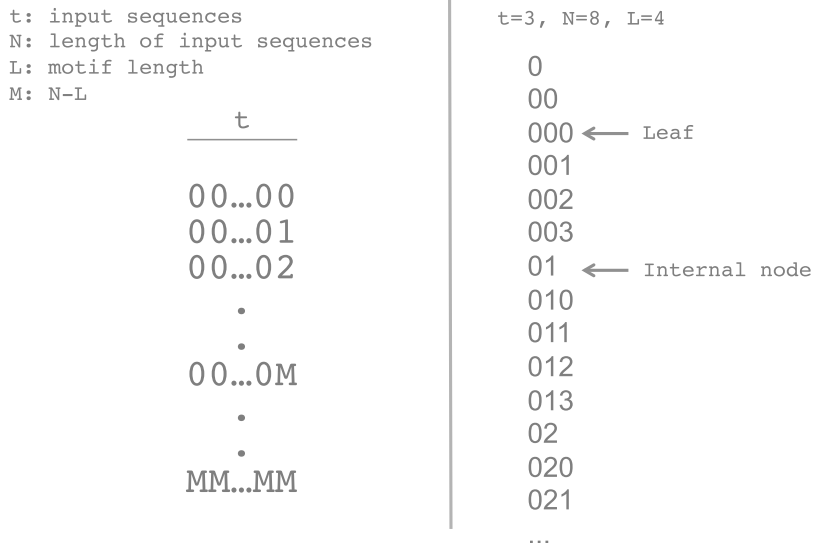 t: input sequences
N: length of input sequences
L: motif length
M: N-L
t
00…00
00…01
00…02
.
.
00…0M
.
.
MM…MM
t=3, N=8, L=4
0
00
000 Leaf
001
002
003
01 Internal node
010
011
012
013
02
020
021
...